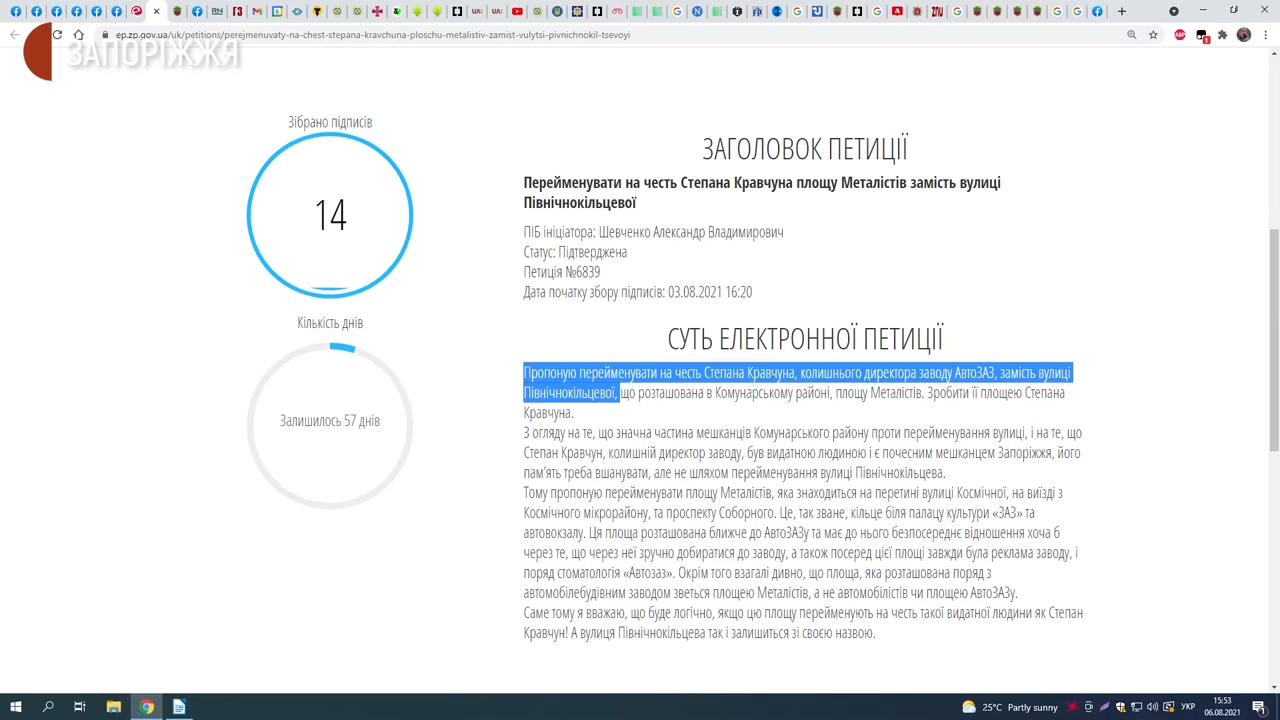 ep.zp.gov.ua/uk/petitions/perejmenuvaty-na-chest-stepana-kravchuna-ploschu-metalistiv-zamist-vulytsi-pivnichnokil-tsevoyi
ЗАПОРІЖЖЯ
Зібрано підписів
14
Кількість днів
Залишилось 57 днів
ЗАГОЛОВОК ПЕТИЦІЇ
Перейменувати на честь Степана Кравчуна площу Металістів замість вулиці
Північнокільцевої
ПІБ ініціатора: Шевченко Александр Владимирович
Статус: Підтверджена
Петиція №6839
Дата початку збору підписів: 03.08.2021 16:20
СУТЬ ЕЛЕКТРОННОЇ ПЕТИЦІЇ
Пропоную перейменувати на честь Степана Кравчуна, колишнього директора заводу АвтоЗАЗ, замість вулиці
Північнокільцевої, що розташована в Комунарському районі, площу Металістів. Зробити її площею Степана
Кравчуна.
З огляду на те, що значна частина мешканців Комунарського району проти перейменування вулиці, і на те, що
Степан Кравчун, колишній директор заводу, був видатною людиною і є почесним мешканцем Запоріжжя, його
пам'ять треба вшанувати, але не шляхом перейменування вулиці Північнокільцева.
Тому пропоную перейменувати площу Металістів, яка знаходиться на перетині вулиці Космічної, на виїзді з
Космічного мікрорайону, та проспекту Соборного. Це, так зване, кільце біля палацу культури «ЗАЗ» та
автовокзалу. Ця площа розташована ближче до АвтоЗАЗу та має до нього безпосереднє відношення хоча б
через те, що через неї зручно добиратися до заводу, а також посеред цієї площі завжди була реклама заводу, і
поряд стоматологія «Автозаз». Окрім того взагалі дивно, що площа, яка розташована поряд з
автомобілебудівним заводом зветься площею Металістів, а не автомобілістів чи площею АвтоЗАЗу.
Саме тому я вважаю, що буде логічно, якщо цю площу перейменують на честь такої видатної людини як Степан
Кравчун! А вулиця Північнокільцева так і залишиться зі своєю назвою.
25°C Partly sunny
УКР
15:53
06.08.2021